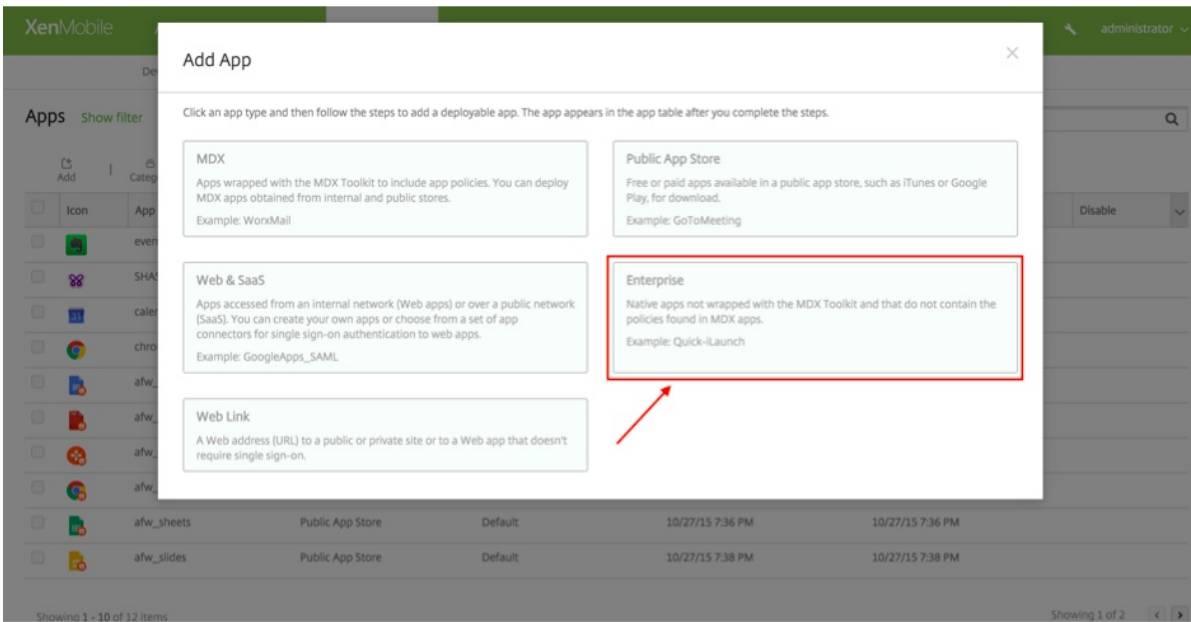 XenMobile
administrator
De
Add App
Apps Show filter
Click an app type and then follow the steps to add a deployable app. The app appears in the app table after you complete the steps.
Add
Categ
MDX
Apps wrapped with the MDX Toolkit to include app policies. You can deploy
MDX apps obtained from internal and public stores.
Example: WorxMail
Public App Store
Free or paid apps available in a public app store, such as iTunes or Google
Play, for download.
Example: GoToMeeting
Icon
App
Disable
even
SHAS
calen
chro
afw_
afw_
afw_
afw_
Web & SaaS
Apps accessed from an internal network (Web apps) or over a public network
(SaaS). You can create your own apps or choose from a set of app
connectors for single sign-on authentication to web apps.
Example: GoogleApps_SAML
Enterprise
Native apps not wrapped with the MDX Toolkit and that do not contain the
policies found in MDX apps.
Example: Quick-iLaunch
Web Link
A Web address (URL) to a public or private site or to a Web app that doesn't
require single sign-on.
afw_sheets Public App Store Default 10/27/15 7:36 PM 10/27/15 7:36 PM
afw_slides Public App Store Default 10/27/15 7:38 PM 10/27/15 7:38 PM
Showing 1 - 10 of 12 items
Showing 1 of 2